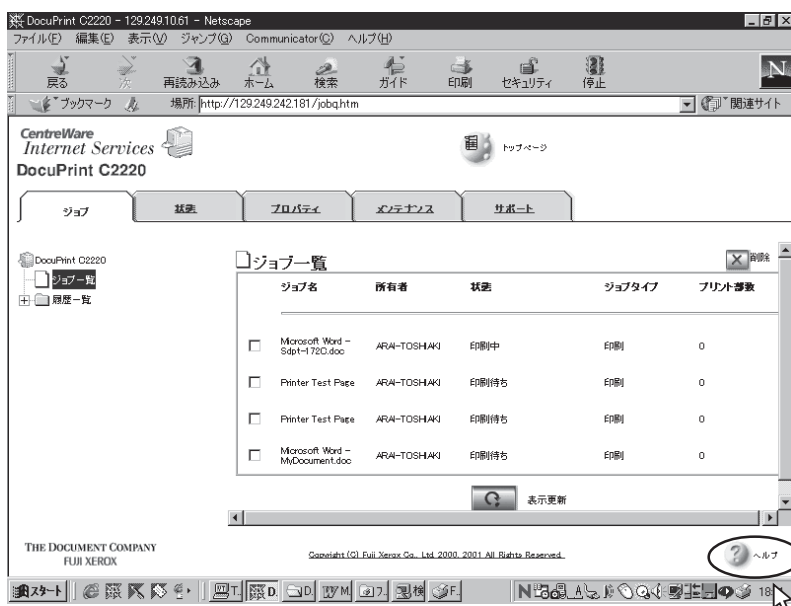 DocuPrint C2220 - 129.249.10.61 - Netscape
ファイル(F) 編集(E) 表示(V) ジャンプ(G) Communicator(C) ヘルプ(H)
戻る 次 再読み込み ホーム 検索 ガイド 印刷 セキュリティ 停止
N
ブックマーク 場所: http://129.249.242.181/jobq.htm 関連サイト
CentreWare
Internet Services
DocuPrint C2220
トップページ
ジョブ 状態 プロパティ メンテナンス サポート
DocuPrint C2220
ジョブ一覧
履歴一覧
ジョブ一覧 削除
ジョブ名 所有者 状態 ジョブタイプ プリント部数
Microsoft Word - Sdpt-172C.doc ARAI-TOSHIAKI 印刷中 印刷 0
Printer Test Page ARAI-TOSHIAKI 印刷待ち 印刷 0
Printer Test Page ARAI-TOSHIAKI 印刷待ち 印刷 0
Microsoft Word - MyDocument.doc ARAI-TOSHIAKI 印刷待ち 印刷 0
表示更新
THE DOCUMENT COMPANY
FUJI XEROX
Copyright (C) Fuji Xerox Co., Ltd 2000, 2001 All Rights Reserved.
ヘルプ
スタート T. D. D. M フ. 検 F. 18